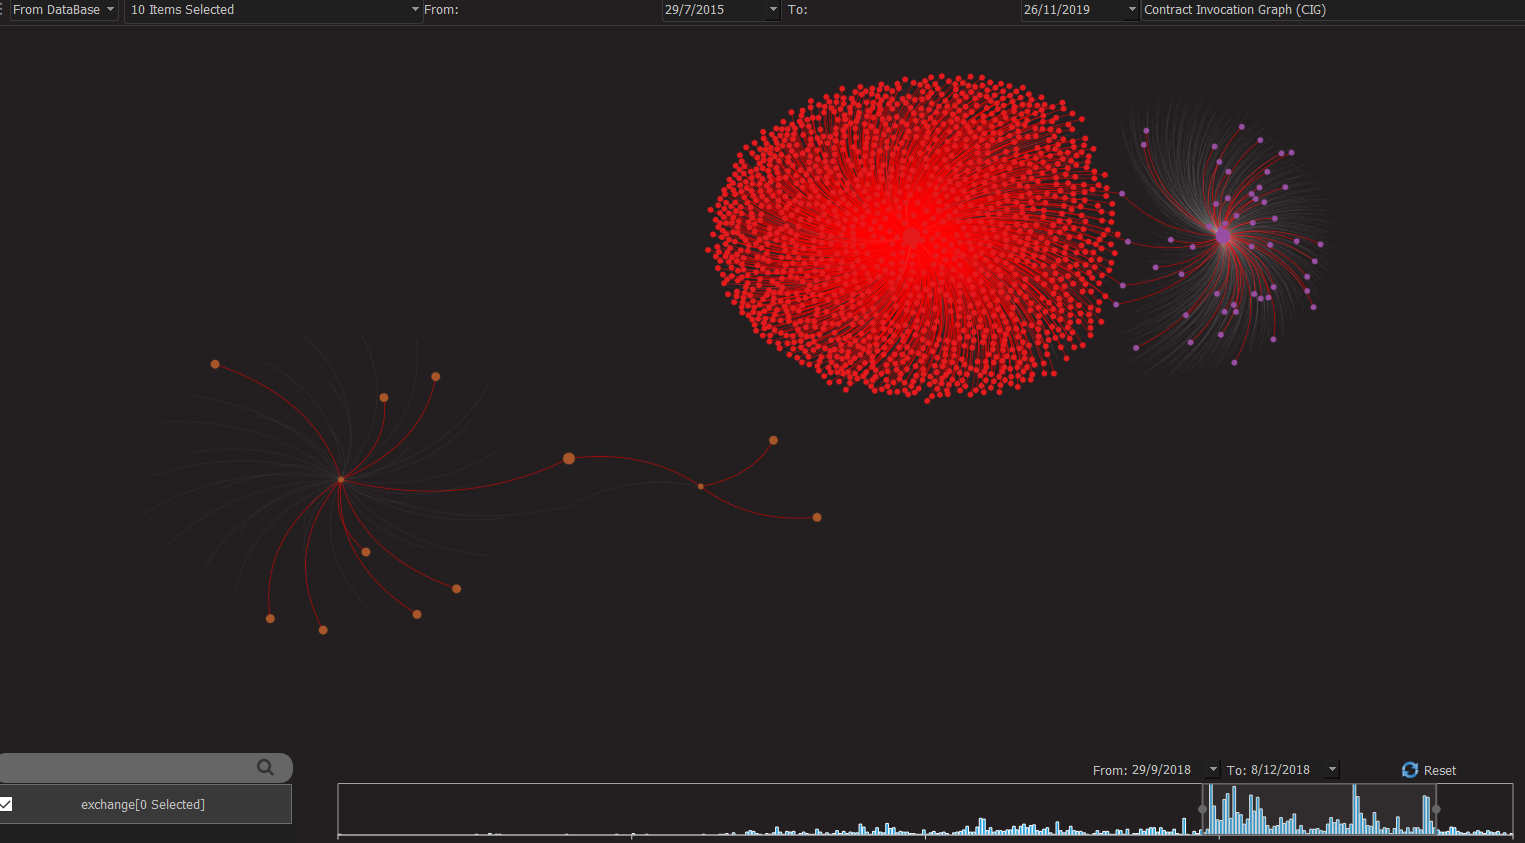 From DataBase 10 Items Selected From: 29/7/2015 To: 26/11/2019 Contract Invocation Graph (CIG)
From: 29/9/2018 To: 8/12/2018 Reset
exchange[0 Selected]